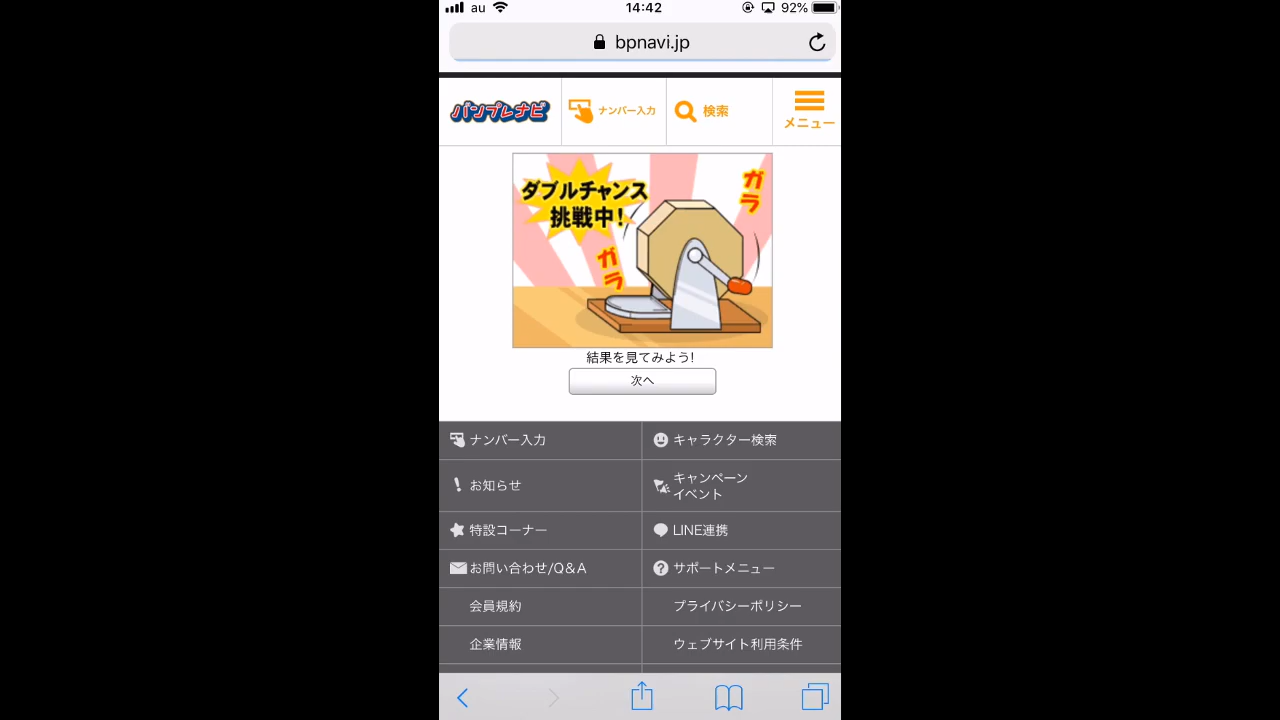 au 14:42 92%
bpnavi.jp
バンプレナビ ナンバー入力 検索 メニュー
ダブルチャンス
挑戦中!
ガラ
ガラ
結果を見てみよう!
次へ
ナンバー入力 キャラクター検索
お知らせ キャンペーン
イベント
特設コーナー LINE連携
お問い合わせ/Q&A サポートメニュー
会員規約 プライバシーポリシー
企業情報 ウェブサイト利用条件